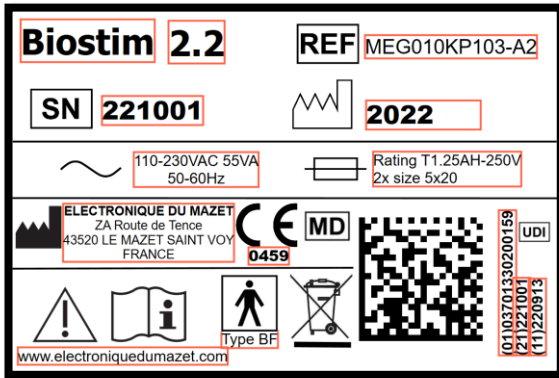 Biostim 2.2
REF MEG010KP103-A2
SN 221001
2022
110-230VAC 55VA
50-60Hz
Rating T1.25AH-250V
2x size 5x20
ELECTRONIQUE DU MAZET
ZA Route de Tence
43520 LE MAZET SAINT VOY
FRANCE
CE
0459
MD
UDI
(01)03701330200159
(21)221001
(11)220913
Type BF
www.electroniquedumazet.com